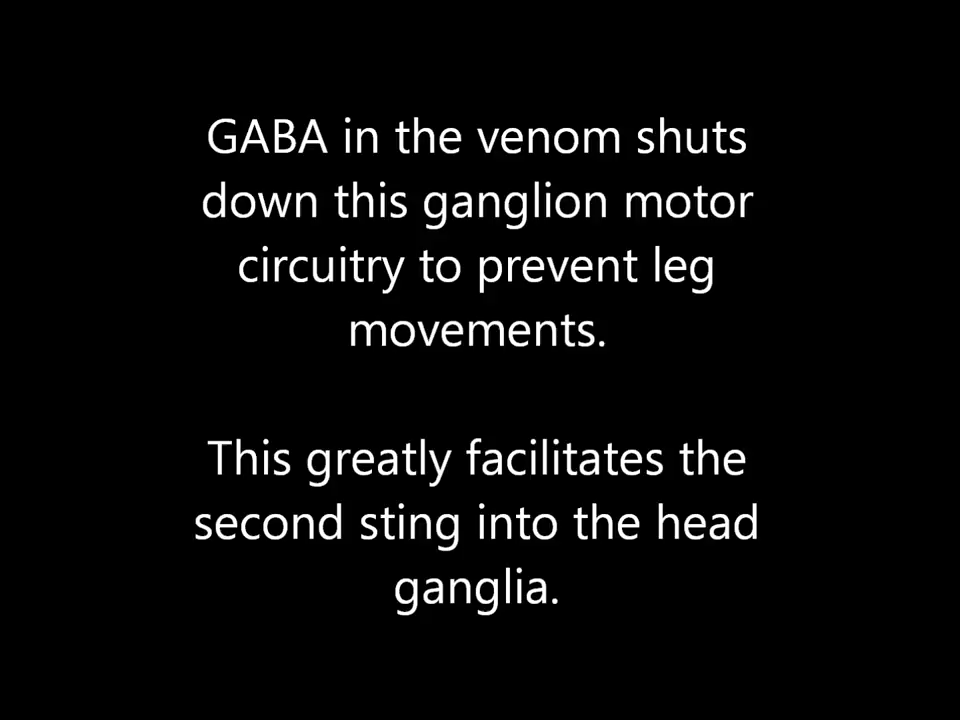 GABA in the venom shuts
down this ganglion motor
circuitry to prevent leg
movements.
This greatly facilitates the
second sting into the head
ganglia.